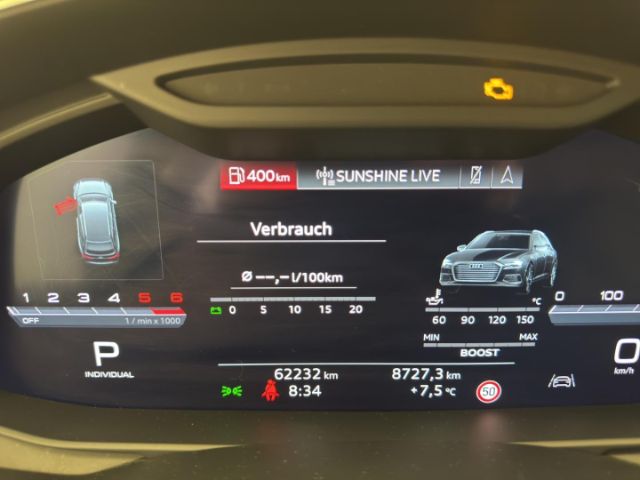 400 km
SUNSHINE LIVE
Verbrauch
Ø --,- l/100km
1 2 3 4 5 6
OFF
1 / min x 1000
0 5 10 15 20
°C
60 90 120 150
MIN MAX
BOOST
0 100
P
INDIVIDUAL
0
km/h
62232 km 8727,3 km
8:34 +7,5 °C
50